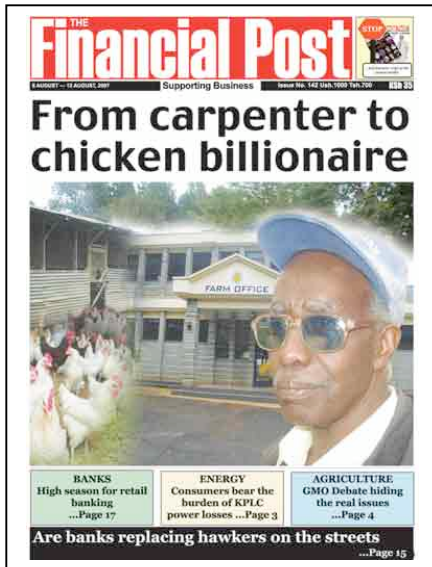 THE
Financial Post
STOP
6 AUGUST — 12 AUGUST, 2007
Supporting Business
Issue No. 142 Ush.1000 Tsh.700
KSh 35
From carpenter to
chicken billionaire
FARM OFFICE
BANKS
High season for retail
banking
...Page 17
ENERGY
Consumers bear the
burden of KPLC
power losses ...Page 3
AGRICULTURE
GMO Debate hiding
the real issues
...Page 4
Are banks replacing hawkers on the streets
...Page 15